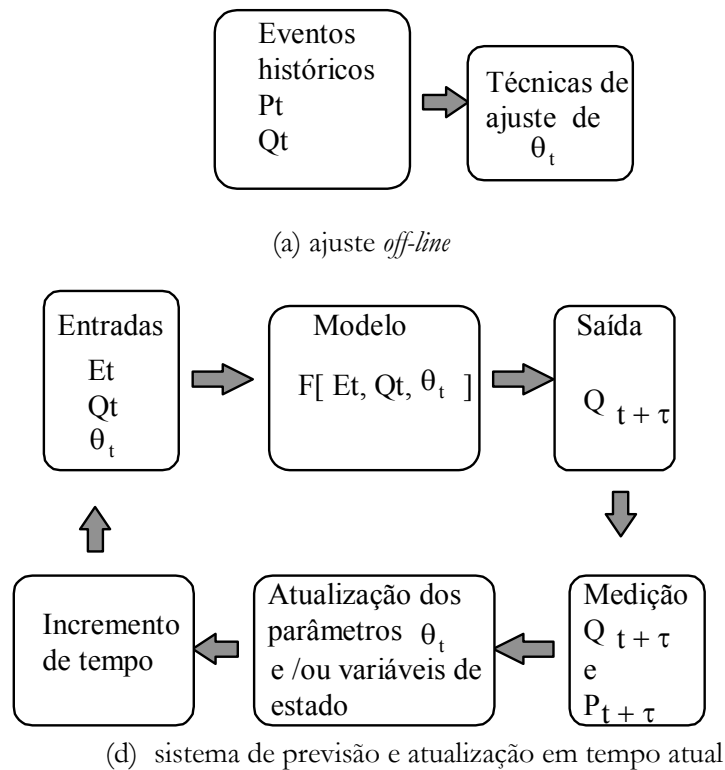 Eventos
históricos
Pt
Qt
Técnicas de
ajuste de
θt
(a) ajuste off-line
Entradas
Et
Qt
θt
Modelo
F[ Et, Qt, θt ]
Saída
Q t + τ
Incremento
de tempo
Atualização dos
parâmetros θt
e /ou variáveis de
estado
Medição
Q t + τ
e
Pt + τ
(d) sistema de previsão e atualização em tempo atual